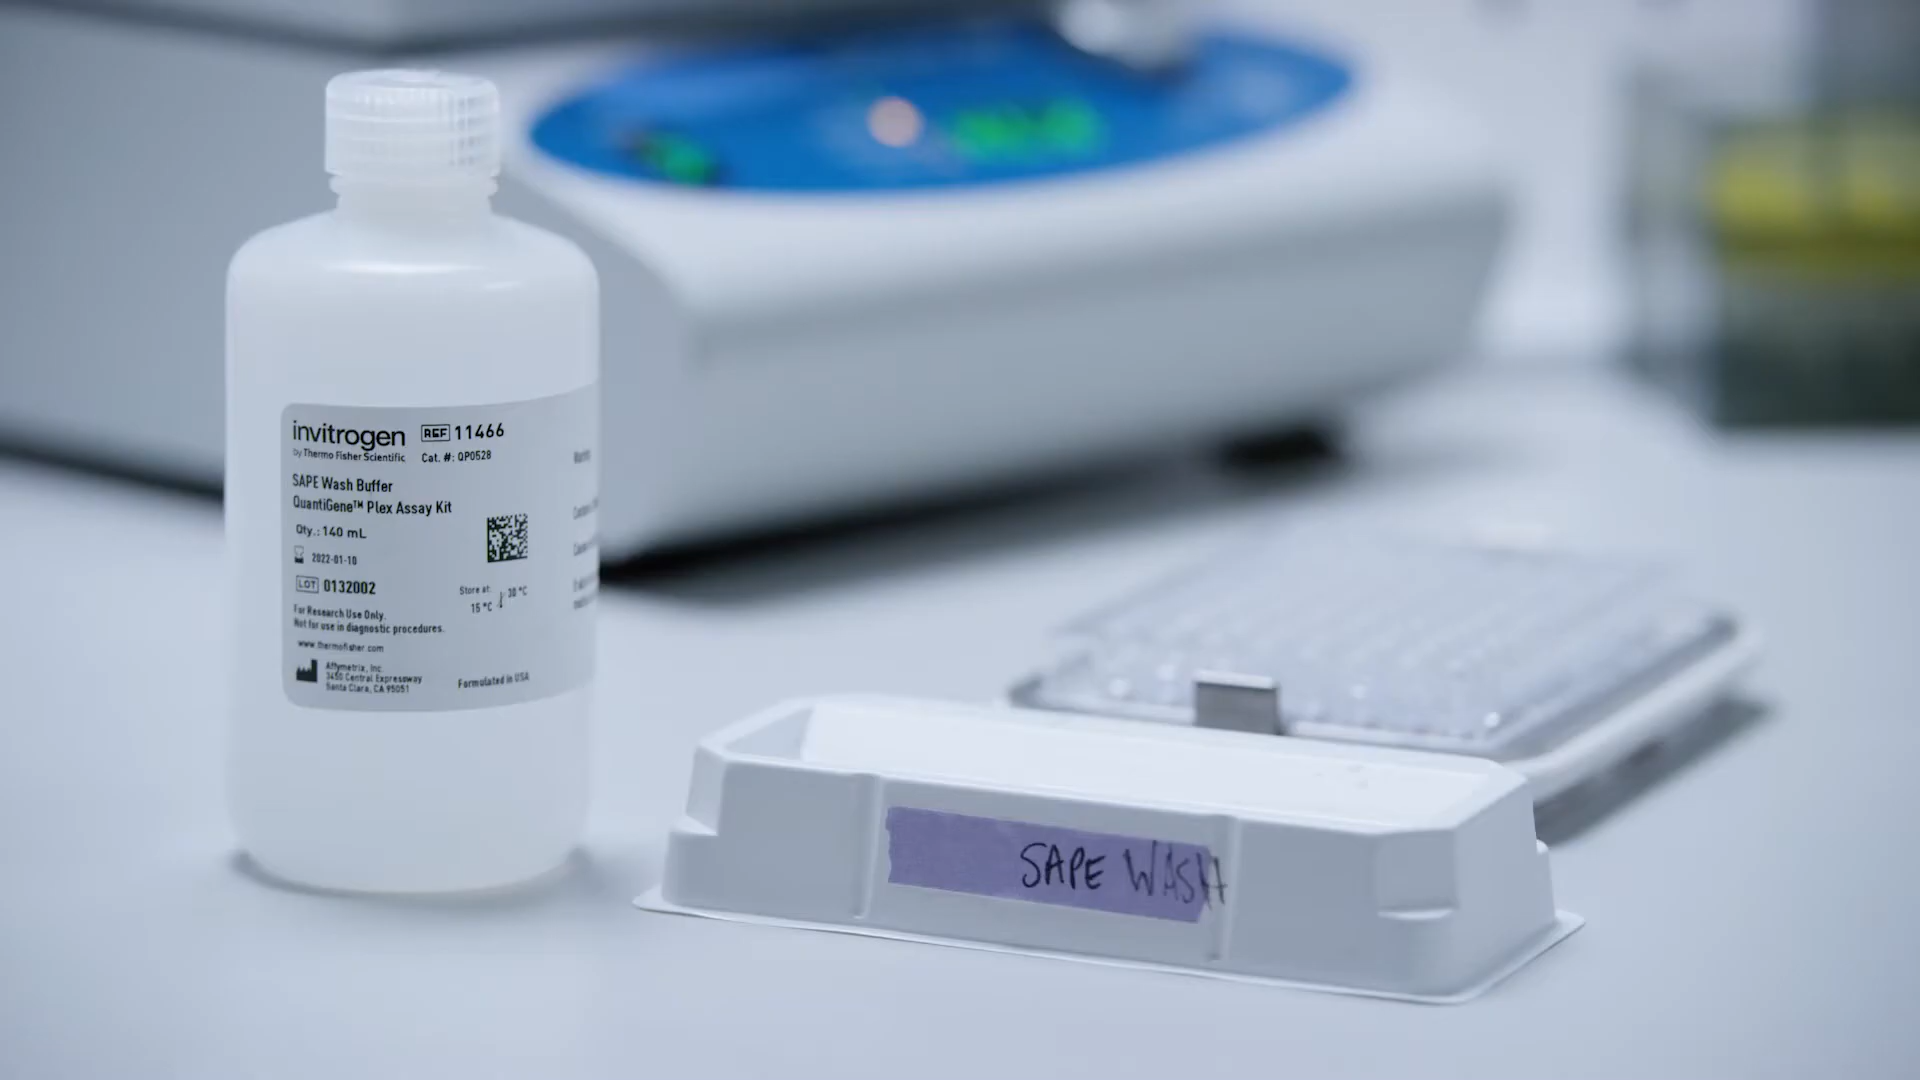 invitrogen REF 11466
by Thermo Fisher Scientific Cat. #: QP0528
SAPE Wash Buffer
QuantiGene™ Plex Assay Kit
Qty.: 140 mL
2022-01-10
LOT 0132002
Store at: 30 °C
15 °C
For Research Use Only.
Not for use in diagnostic procedures.
www.thermofisher.com
Affymetrix, Inc.
3450 Central Expressway
Santa Clara, CA 95051
Formulated in USA
SAPE WASH